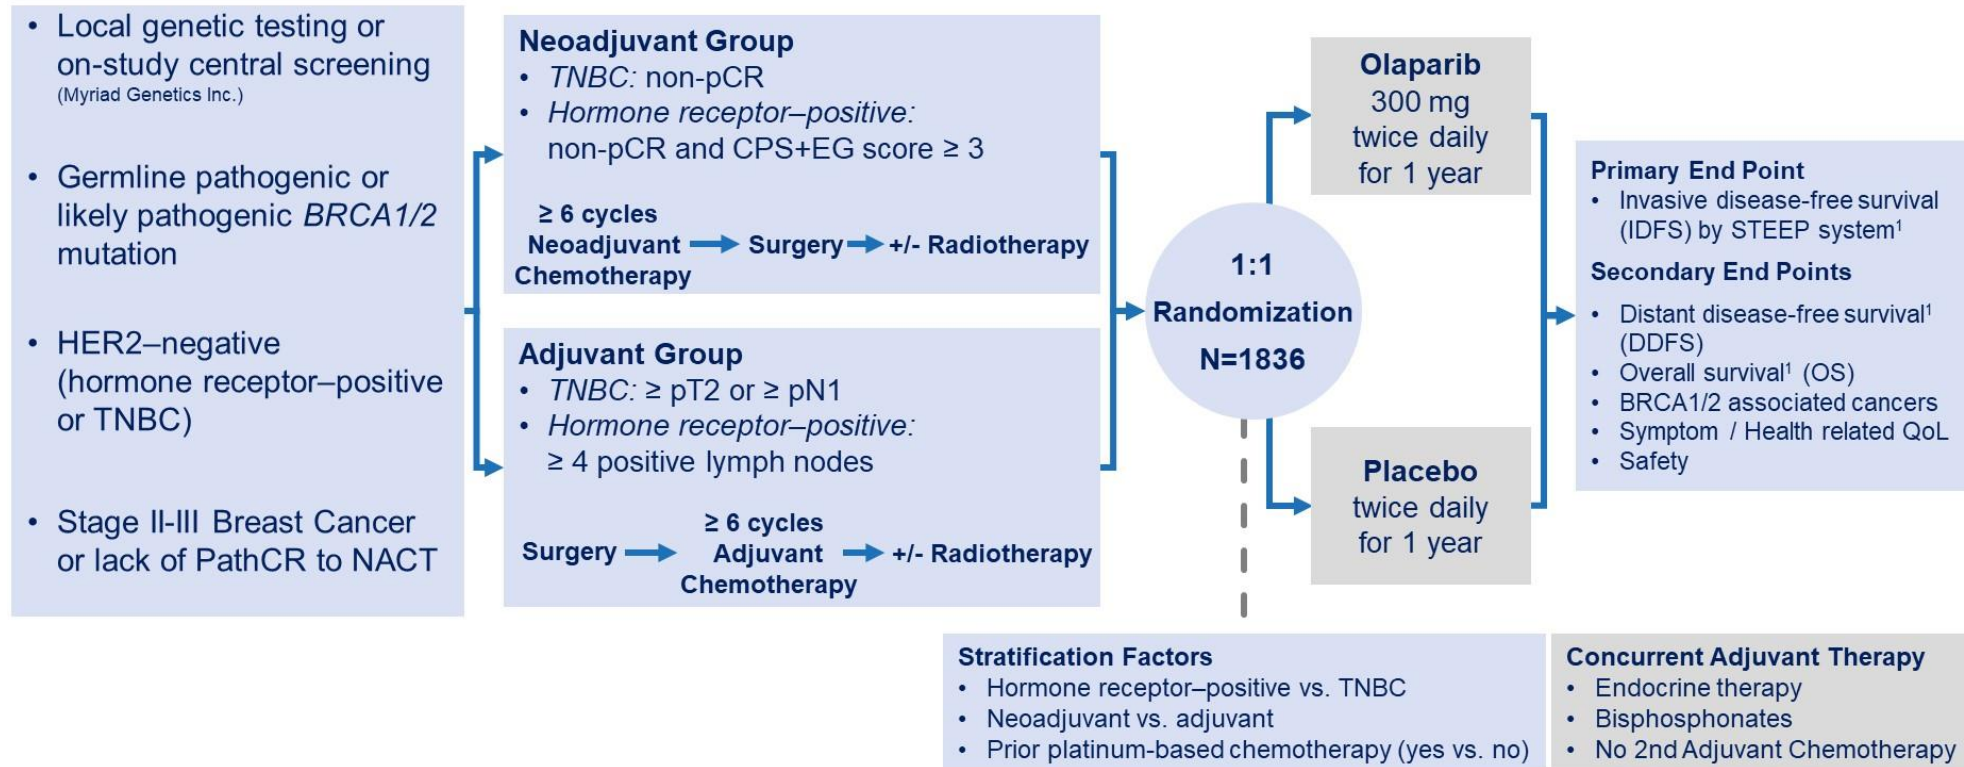 • Local genetic testing or
on-study central screening
(Myriad Genetics Inc.)
• Germline pathogenic or
likely pathogenic BRCA1/2
mutation
• HER2–negative
(hormone receptor–positive
or TNBC)
• Stage II-III Breast Cancer
or lack of PathCR to NACT
Neoadjuvant Group
• TNBC: non-pCR
• Hormone receptor–positive:
non-pCR and CPS+EG score ≥ 3
≥ 6 cycles
Neoadjuvant
Chemotherapy
Surgery
+/- Radiotherapy
Adjuvant Group
• TNBC: ≥ pT2 or ≥ pN1
• Hormone receptor–positive:
≥ 4 positive lymph nodes
Surgery
≥ 6 cycles
Adjuvant
Chemotherapy
+/- Radiotherapy
1:1
Randomization
N=1836
Olaparib
300 mg
twice daily
for 1 year
Placebo
twice daily
for 1 year
Primary End Point
• Invasive disease-free survival
(IDFS) by STEEP system¹
Secondary End Points
• Distant disease-free survival¹
(DDFS)
• Overall survival¹ (OS)
• BRCA1/2 associated cancers
• Symptom / Health related QoL
• Safety
Stratification Factors
• Hormone receptor–positive vs. TNBC
• Neoadjuvant vs. adjuvant
• Prior platinum-based chemotherapy (yes vs. no)
Concurrent Adjuvant Therapy
• Endocrine therapy
• Bisphosphonates
• No 2nd Adjuvant Chemotherapy